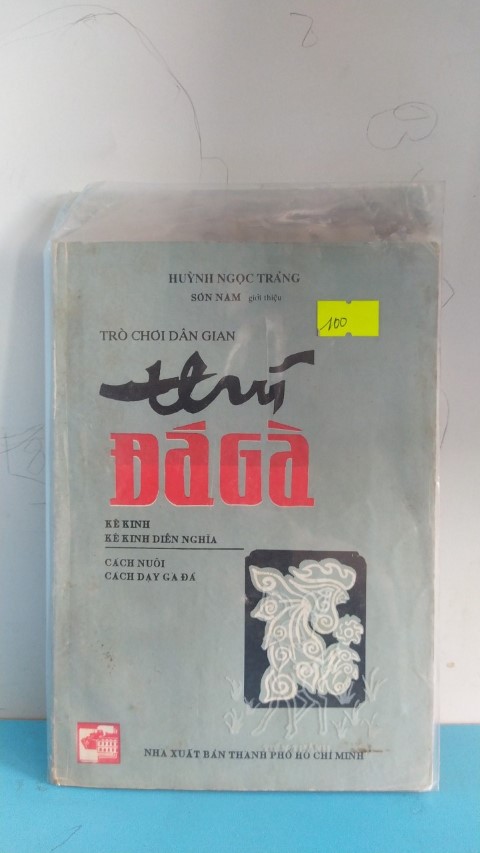 HUỲNH NGỌC TRẢNG
SƠN NAM giới thiệu
100
TRÒ CHƠI DÂN GIAN
thú
ĐÁ GÀ
KÊ KINH
KÊ KINH DIỄN NGHĨA
CÁCH NUÔI
CÁCH DẠY GÀ ĐÁ
NHÀ XUẤT BẢN THÀNH PHỐ HỒ CHÍ MINH